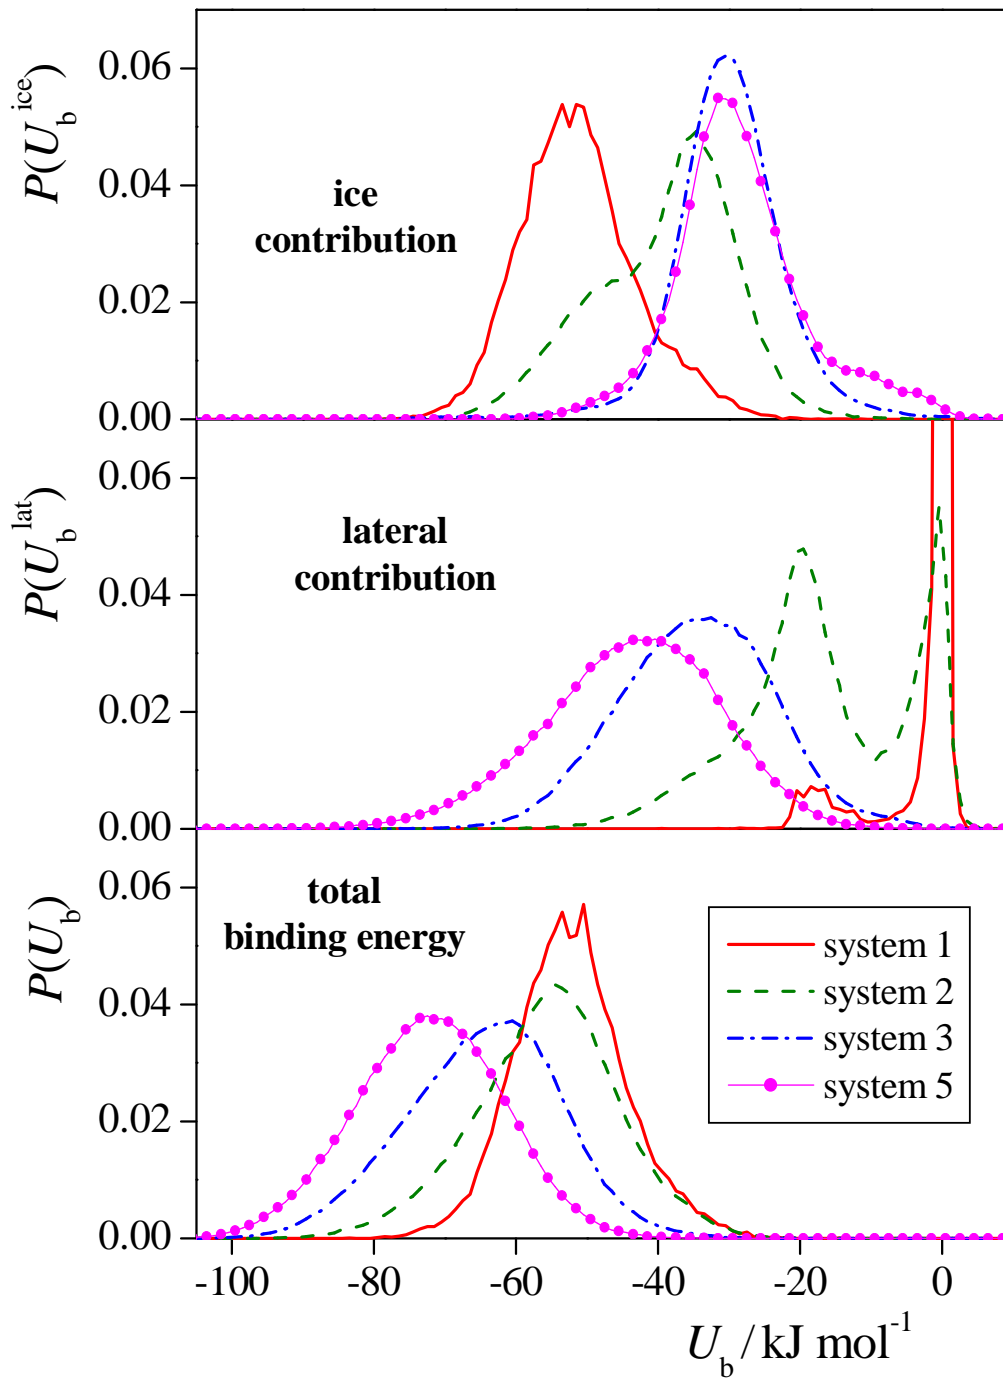 0.06
0.04
0.02
0.00
P(U_b^ice)
ice
contribution
0.06
0.04
0.02
0.00
P(U_b^lat)
lateral
contribution
0.06
0.04
0.02
0.00
P(U_b)
total
binding energy
system 1
system 2
system 3
system 5
-100 -80 -60 -40 -20 0
U_b / kJ mol^-1